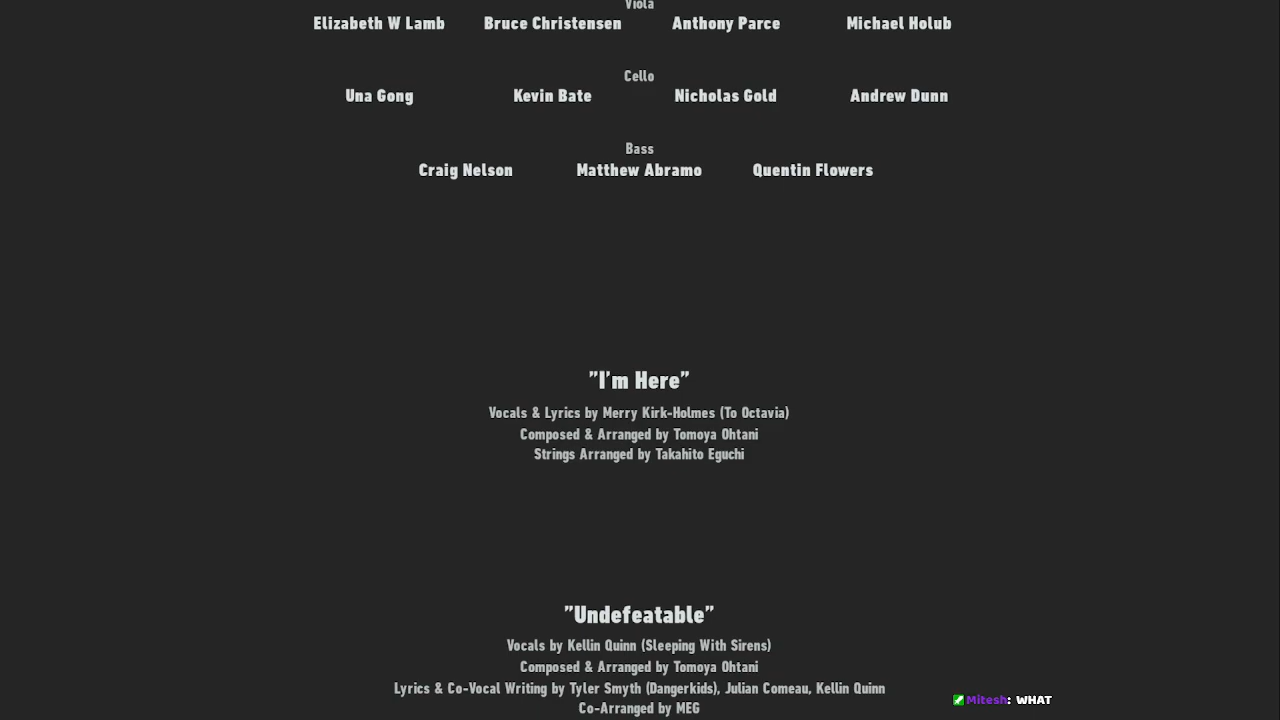 Viola
Elizabeth W Lamb Bruce Christensen Anthony Parce Michael Holub
Cello
Una Gong Kevin Bate Nicholas Gold Andrew Dunn
Bass
Craig Nelson Matthew Abramo Quentin Flowers
"I'm Here"
Vocals & Lyrics by Merry Kirk-Holmes (To Octavia)
Composed & Arranged by Tomoya Ohtani
Strings Arranged by Takahito Eguchi
"Undefeatable"
Vocals by Kellin Quinn (Sleeping With Sirens)
Composed & Arranged by Tomoya Ohtani
Lyrics & Co-Vocal Writing by Tyler Smyth (Dangerkids), Julian Comeau, Kellin Quinn
Mitesh: WHAT
Co-Arranged by MEG